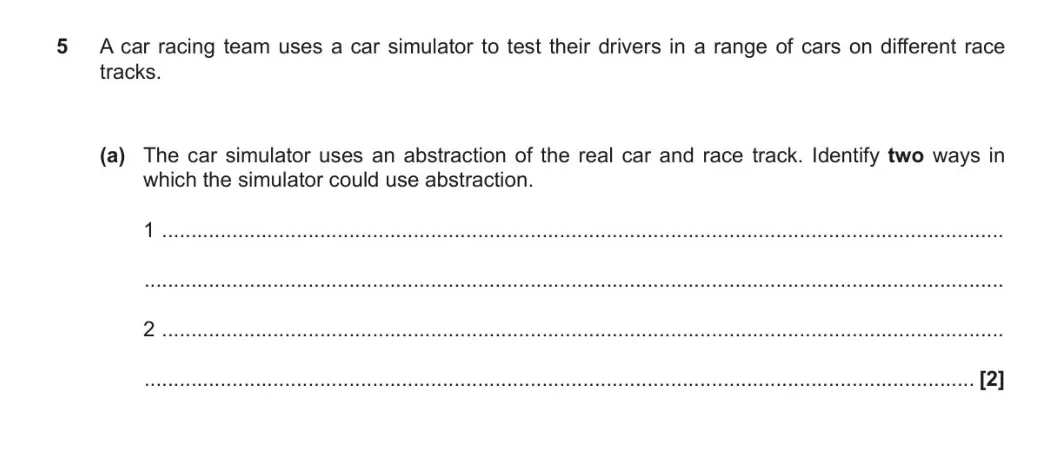 5 A car racing team uses a car simulator to test their drivers in a range of cars on different race
tracks.
(a) The car simulator uses an abstraction of the real car and race track. Identify two ways in
which the simulator could use abstraction.
1 ....................................................................................................
....................................................................................................
2 ....................................................................................................
.................................................................................................... [2]